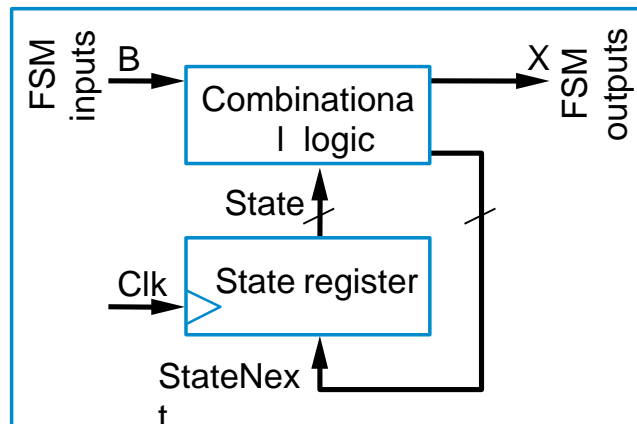 FSM
inputs
B
X
FSM
outputs
Combinationa
l logic
State
Clk
State register
StateNex
t